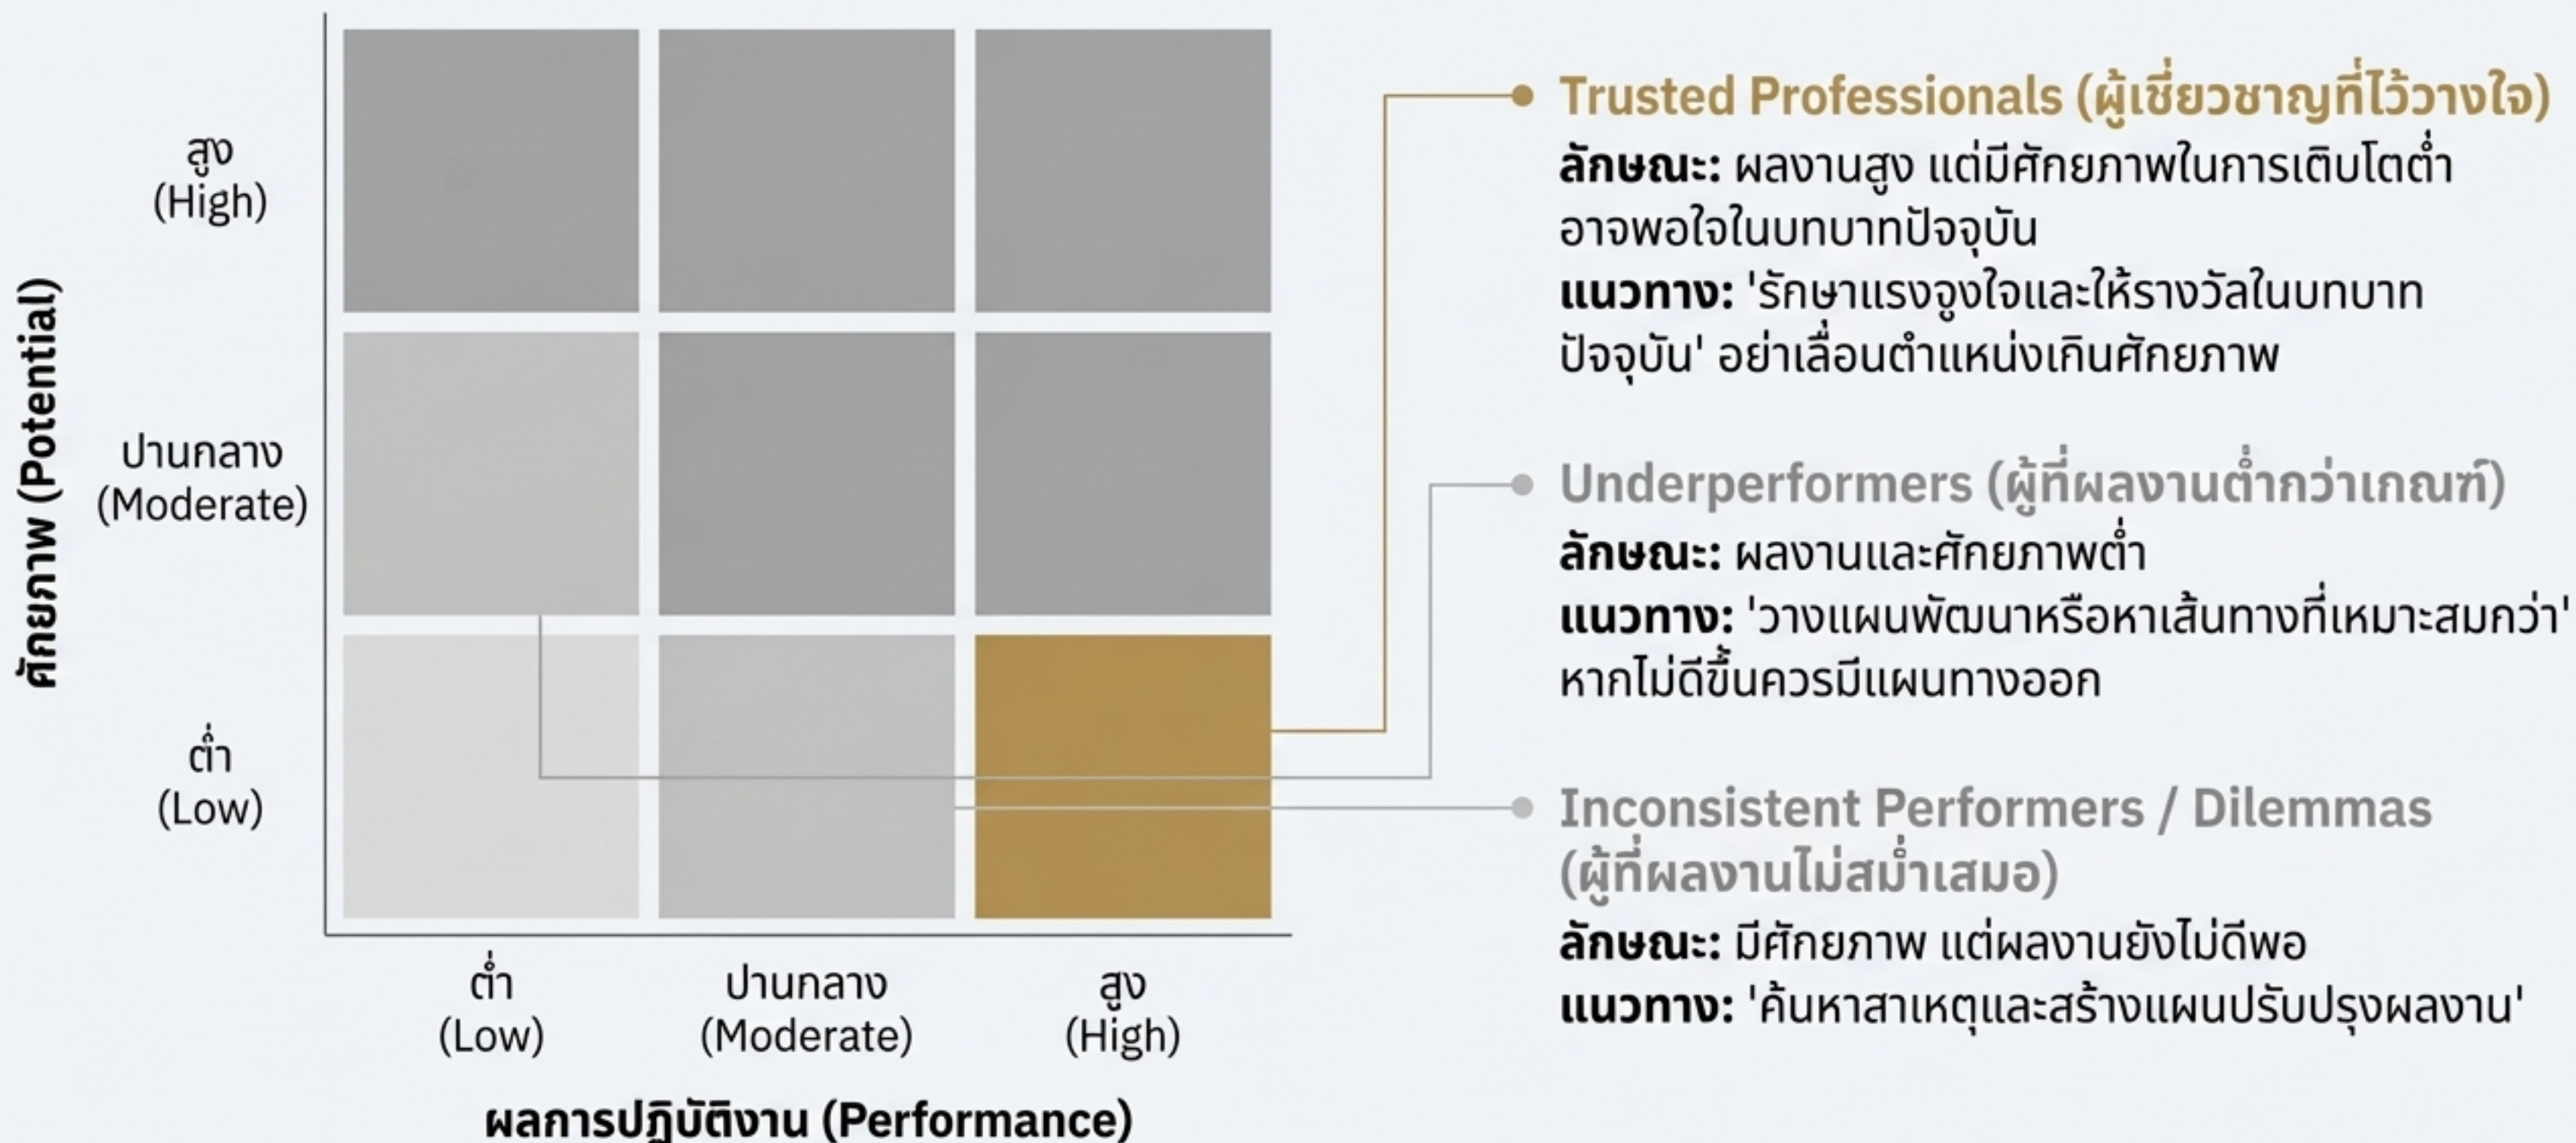 ศักยภาพ (Potential)
สูง
(High)
ปานกลาง
(Moderate)
ต่ำ
(Low)
ต่ำ
(Low)
ปานกลาง
(Moderate)
สูง
(High)
ผลการปฏิบัติงาน (Performance)
Trusted Professionals (ผู้เชี่ยวชาญที่ไว้วางใจ)
ลักษณะ: ผลงานสูง แต่มีศักยภาพในการเติบโตต่ำ
อาจพอใจในบทบาทปัจจุบัน
แนวทาง: 'รักษาแรงจูงใจและให้รางวัลในบทบาท
ปัจจุบัน' อย่าเลื่อนตำแหน่งเกินศักยภาพ
Underperformers (ผู้ที่ผลงานต่ำกว่าเกณฑ์)
ลักษณะ: ผลงานและศักยภาพต่ำ
แนวทาง: 'วางแผนพัฒนาหรือหาเส้นทางที่เหมาะสมกว่า'
หากไม่ดีขึ้นควรมีแผนทางออก
Inconsistent Performers / Dilemmas
(ผู้ที่ผลงานไม่สม่ำเสมอ)
ลักษณะ: มีศักยภาพ แต่ผลงานยังไม่ดีพอ
แนวทาง: 'ค้นหาสาเหตุและสร้างแผนปรับปรุงผลงาน'